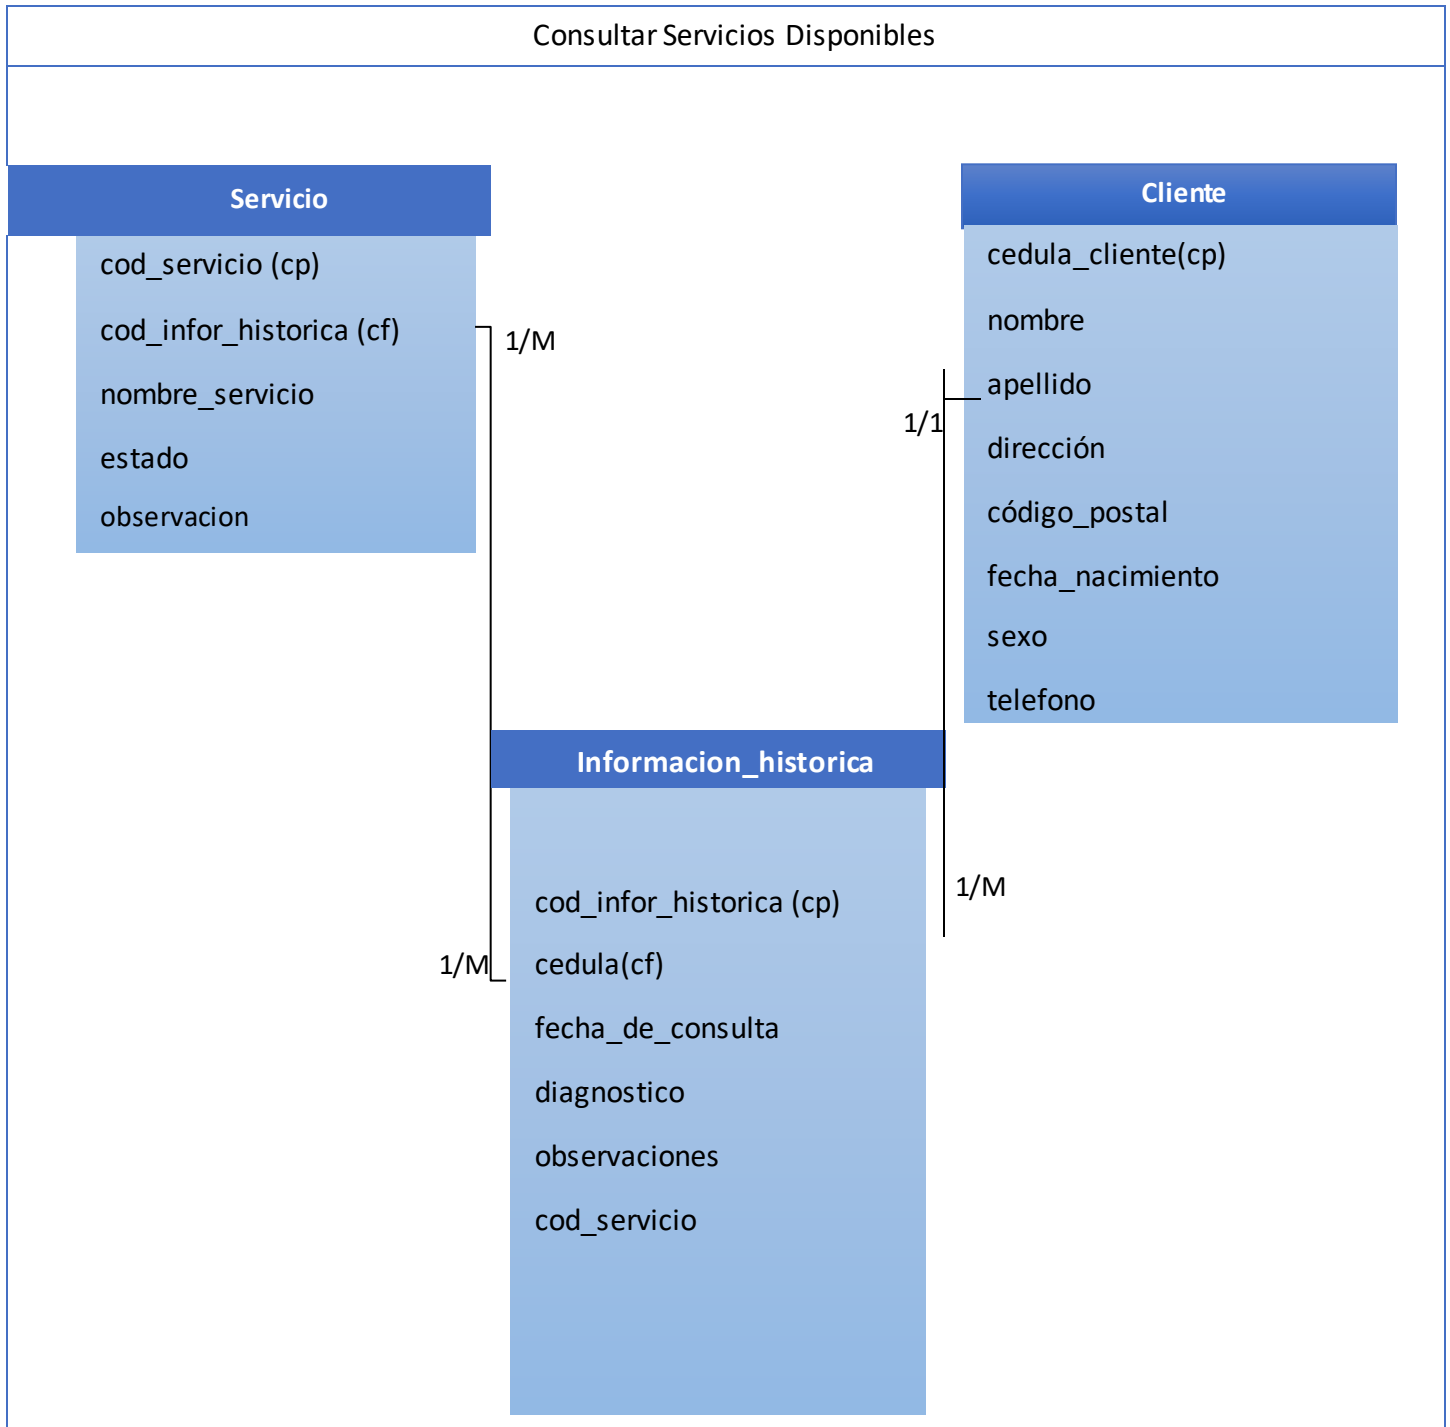 Consultar Servicios Disponibles
Servicio
cod_servicio (cp)
cod_infor_historica (cf)
nombre_servicio
estado
observacion
1/M
1/M
Cliente
cedula_cliente(cp)
nombre
apellido
dirección
código_postal
fecha_nacimiento
sexo
telefono
1/1
1/M
Informacion_historica
cod_infor_historica (cp)
cedula(cf)
fecha_de_consulta
diagnostico
observaciones
cod_servicio